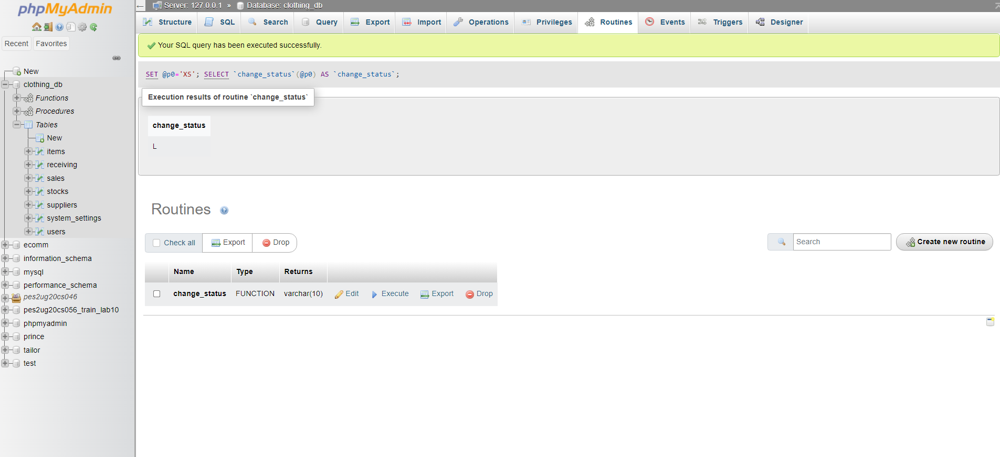 phpMyAdmin
Recent Favorites
New
clothing_db
Functions
Procedures
Tables
New
items
receiving
sales
stocks
suppliers
system_settings
users
ecomm
information_schema
mysql
performance_schema
pes2ug20cs046
pes2ug20cs056_train_lab10
phpmyadmin
prince
tailor
test
Server: 127.0.0.1 » Database: clothing_db
Structure SQL Search Query Export Import Operations Privileges Routines Events Triggers Designer
Your SQL query has been executed successfully.
SET @p0='XS'; SELECT `change_status`(@p0) AS `change_status`;
Execution results of routine `change_status`
change_status
L
Routines
Check all Export Drop Search Create new routine
Name Type Returns
change_status FUNCTION varchar(10) Edit Execute Export Drop